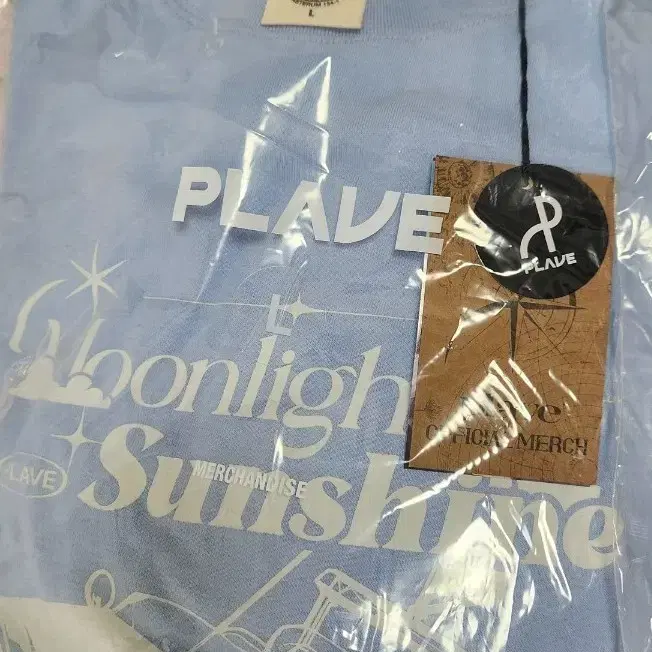 L
PLAVE
PLAVE
L
Moonligh
Sunshine
PLAVE
MERCHANDISE
OFFICIAL MERCH